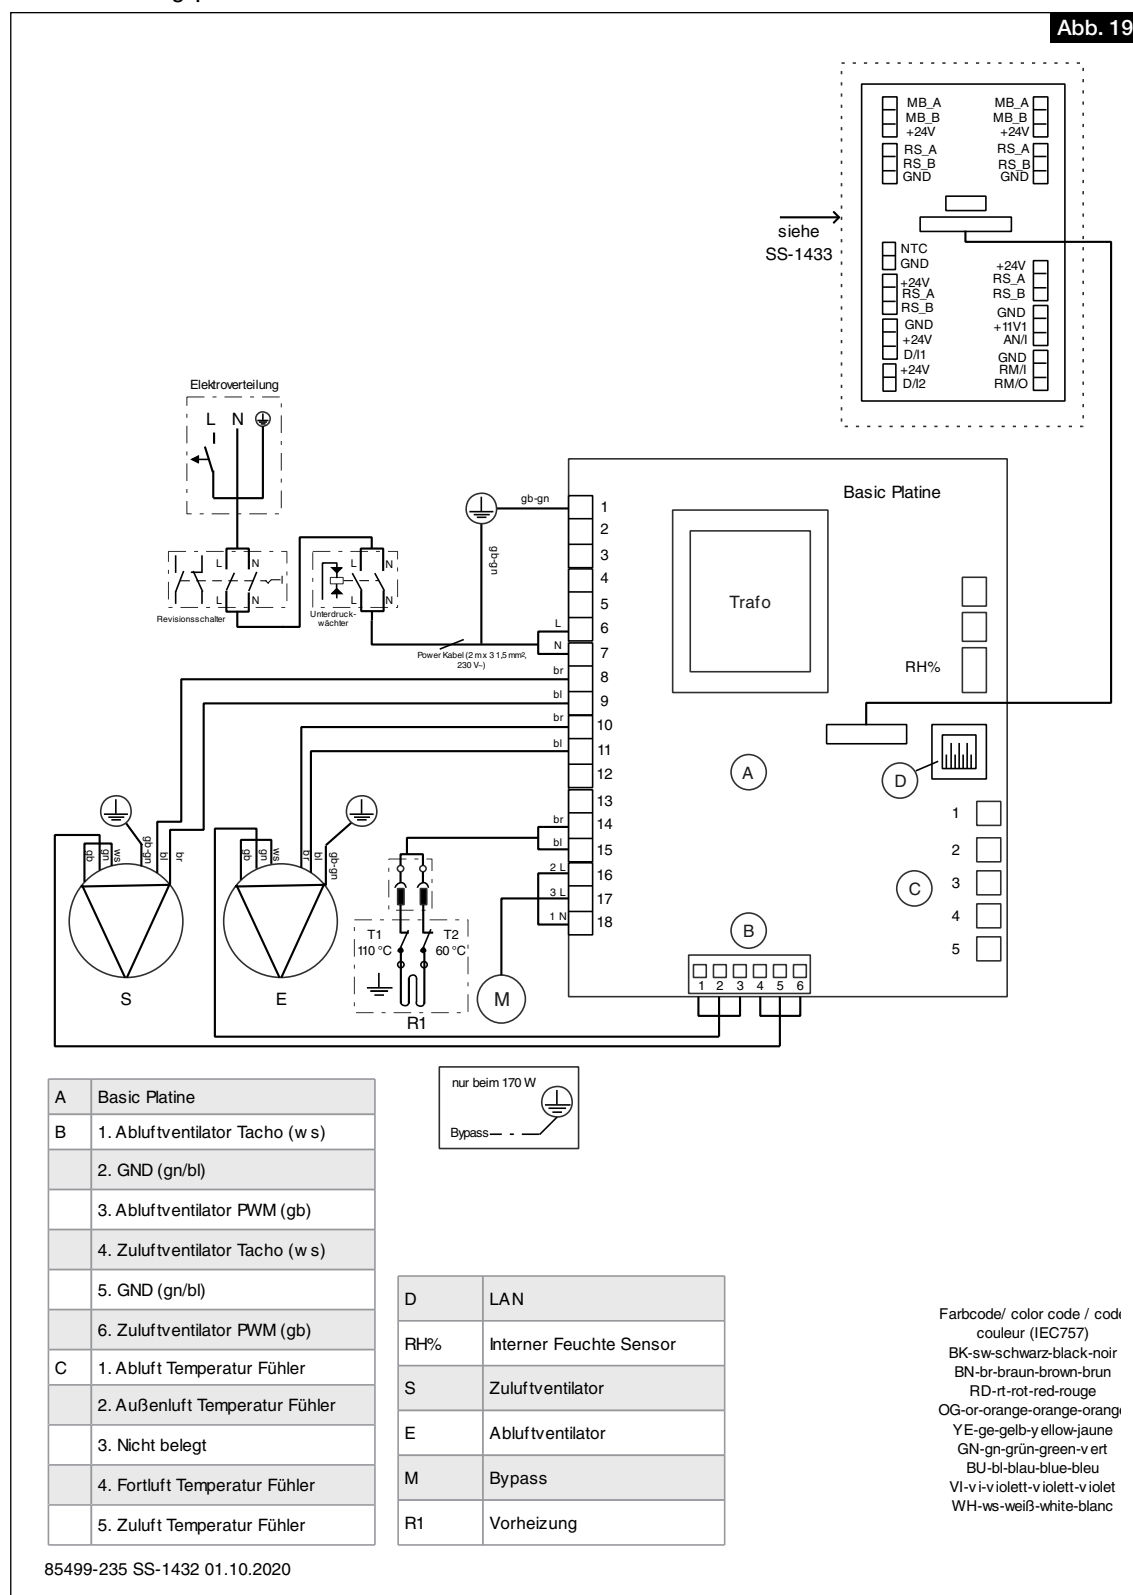 Abb. 19
MB_A
MB_B
+24V
RS_A
RS_B
GND
MB_A
MB_B
+24V
RS_A
RS_B
GND
siehe
SS-1433
NTC
GND
+24V
RS_A
RS_B
GND
+24V
D/I1
+24V
D/I2
+24V
RS_A
RS_B
GND
+11V1
AN/I
GND
RM/I
RM/O
Elektroverteilung
L N
L N
L N
Revisionsschalter
L N
L N
Unterdruck-
wächter
gb-gn
gb-gn
L
N
Power Kabel (2 m x 3 1,5 mm²,
230 V~)
br
bl
br
bl
br
bl
2 L
3 L
1 N
1
2
3
4
5
6
7
8
9
10
11
12
13
14
15
16
17
18
Basic Platine
Trafo
RH%
A
D
C
B
1
2
3
4
5
1 2 3 4 5 6
gb gn ws gb-gn bl br
S
gb gn ws br bl gb-gn
E
T1
110 °C
T2
60 °C
R1
M
nur beim 170 W
Bypass
A Basic Platine
B 1. Abluftventilator Tacho (w s)
2. GND (gn/bl)
3. Abluftventilator PWM (gb)
4. Zuluftventilator Tacho (w s)
5. GND (gn/bl)
6. Zuluftventilator PWM (gb)
C 1. Abluft Temperatur Fühler
2. Außenluft Temperatur Fühler
3. Nicht belegt
4. Fortluft Temperatur Fühler
5. Zuluft Temperatur Fühler
D LAN
RH% Interner Feuchte Sensor
S Zuluftventilator
E Abluftventilator
M Bypass
R1 Vorheizung
Farbcode/ color code / code
couleur (IEC757)
BK-sw-schwarz-black-noir
BN-br-braun-brown-brun
RD-rt-rot-red-rouge
OG-or-orange-orange-orange
YE-ge-gelb-y ellow-jaune
GN-gn-grün-green-v ert
BU-bl-blau-blue-bleu
VI-v i-v iolett-v iolett-v iolet
WH-ws-weiß-white-blanc
85499-235 SS-1432 01.10.2020